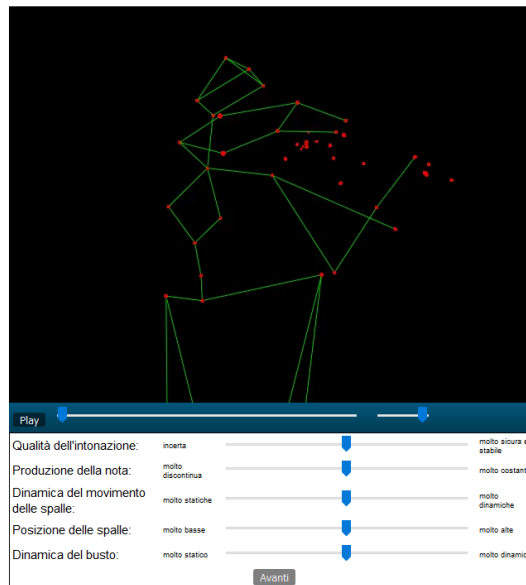 Play
Qualità dell'intonazione: incerta molto sicura e
stabile
Produzione della nota: molto
discontinua molto costant
Dinamica del movimento
delle spalle: molto statiche molto
dinamiche
Posizione delle spalle: molto basse molto alte
Dinamica del busto: molto statico molto dinamic
Avanti